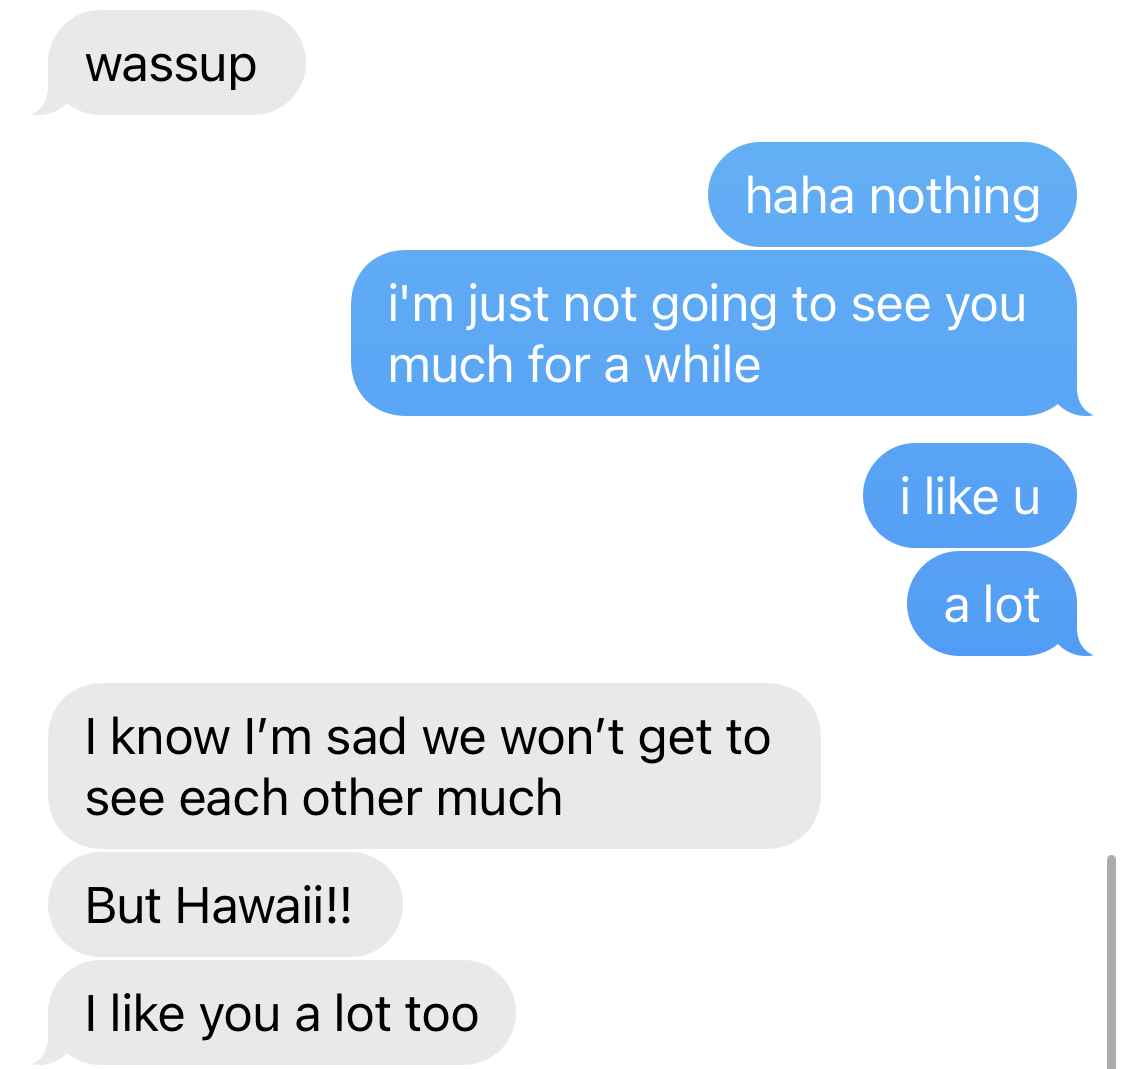 wassup
haha nothing
i'm just not going to see you
much for a while
i like u
a lot
I know I’m sad we won’t get to
see each other much
But Hawaii!!
I like you a lot too